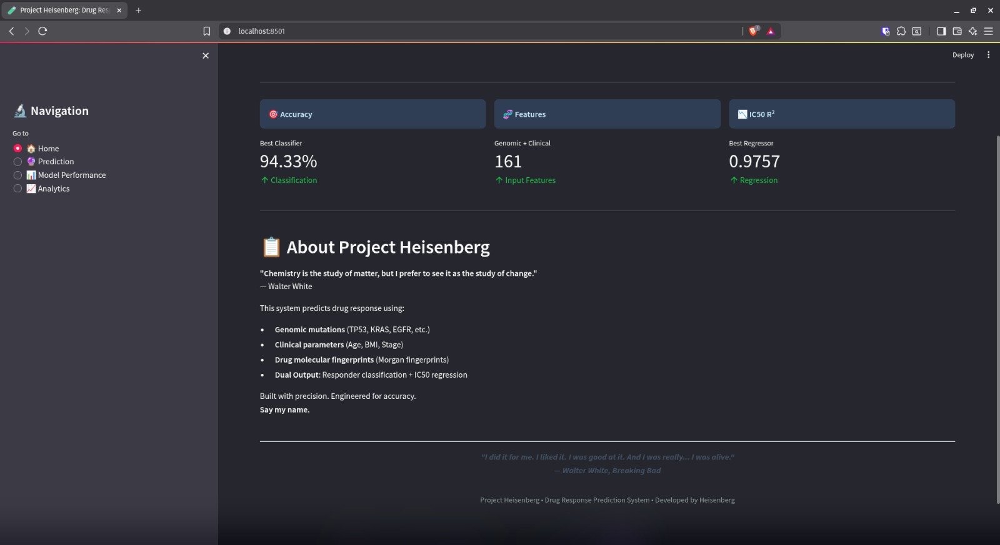 Project Heisenberg: Drug Res
localhost:8501
1
Deploy
Navigation
Go to
Home
Prediction
Model Performance
Analytics
Accuracy
Best Classifier
94.33%
Classification
Features
Genomic + Clinical
161
Input Features
IC50 R²
Best Regressor
0.9757
Regression
About Project Heisenberg
"Chemistry is the study of matter, but I prefer to see it as the study of change."
— Walter White
This system predicts drug response using:
• Genomic mutations (TP53, KRAS, EGFR, etc.)
• Clinical parameters (Age, BMI, Stage)
• Drug molecular fingerprints (Morgan fingerprints)
• Dual Output: Responder classification + IC50 regression
Built with precision. Engineered for accuracy.
Say my name.
"I did it for me. I liked it. I was good at it. And I was really... I was alive."
— Walter White, Breaking Bad
Project Heisenberg • Drug Response Prediction System • Developed by Heisenberg